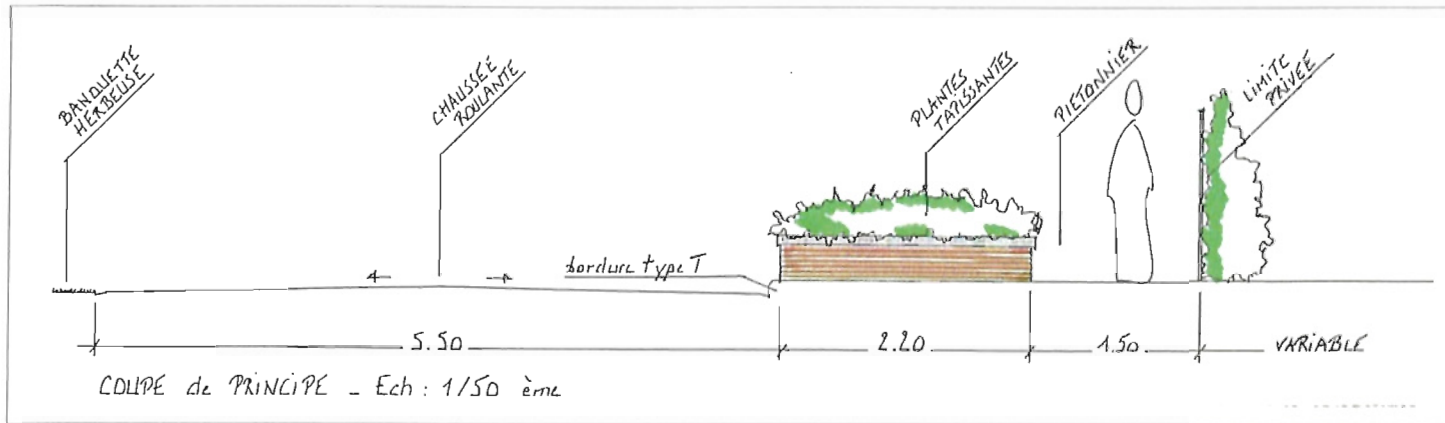 BANQUETTE
HERBEUSE
CHAUSSÉE
ROULANTE
PLANTES
TAPISSANTES
PIETONNIER
LIMITE
PRIVEE
bordure type T
5.50
2.20
1.50
VARIABLE
COUPE de PRINCIPE _ Ech : 1/50 ème